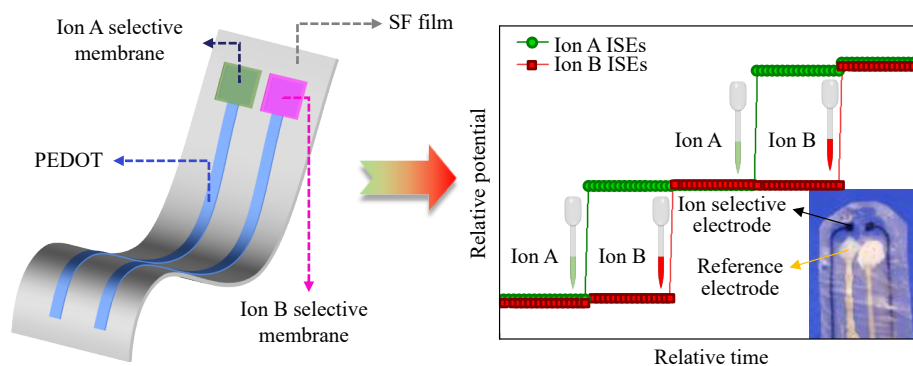 Ion A selective
membrane
SF film
PEDOT
Ion B selective
membrane
Relative potential
Ion A ISEs
Ion B ISEs
Ion A
Ion B
Ion A
Ion B
Ion selective
electrode
Reference
electrode
Relative time